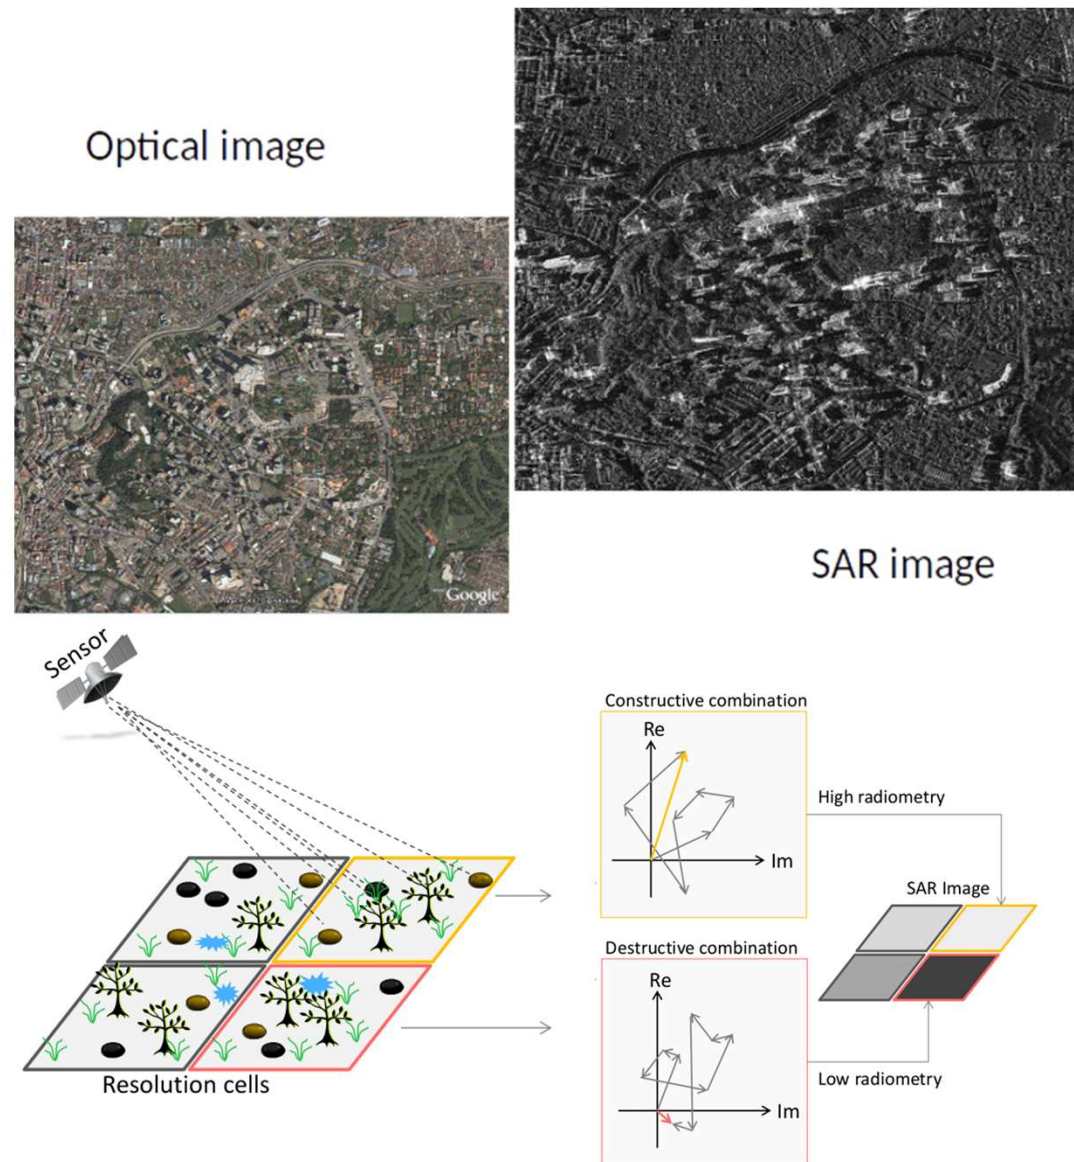 Optical image
Google
SAR image
Sensor
Resolution cells
Constructive combination
Re
Im
High radiometry
SAR Image
Destructive combination
Re
Im
Low radiometry